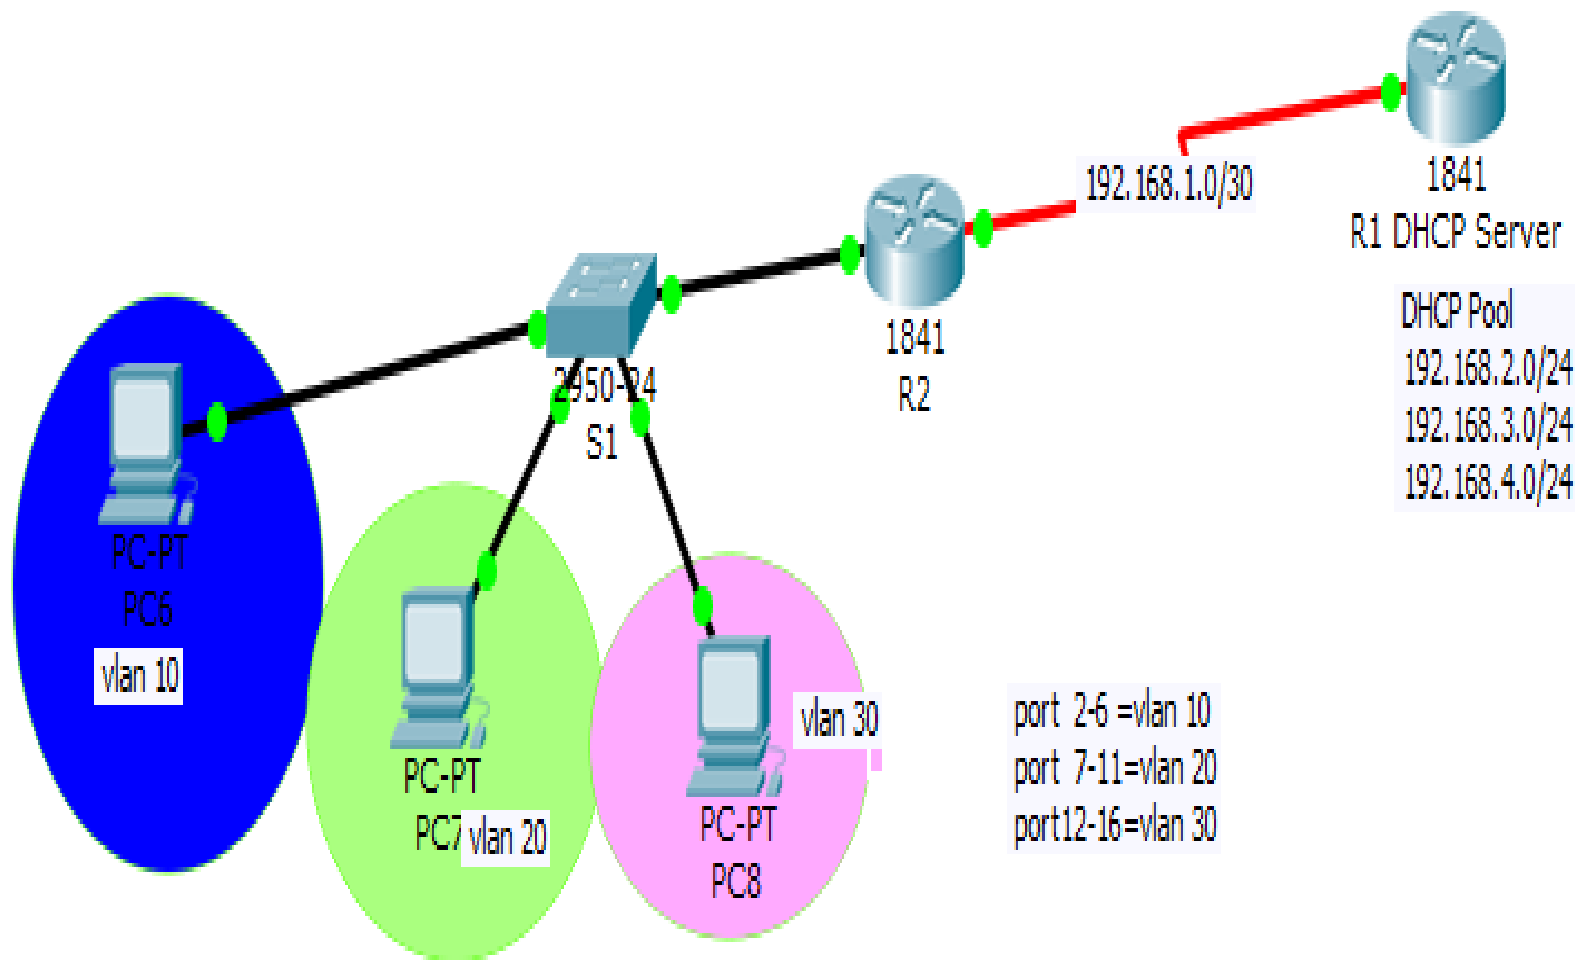 192.168.1.0/30
1841
R1 DHCP Server
DHCP Pool
192.168.2.0/24
192.168.3.0/24
192.168.4.0/24
1841
R2
2950-24
S1
PC-PT
PC6
vlan 10
PC-PT
PC7
vlan 20
PC-PT
PC8
vlan 30
port 2-6 =vlan 10
port 7-11=vlan 20
port12-16=vlan 30